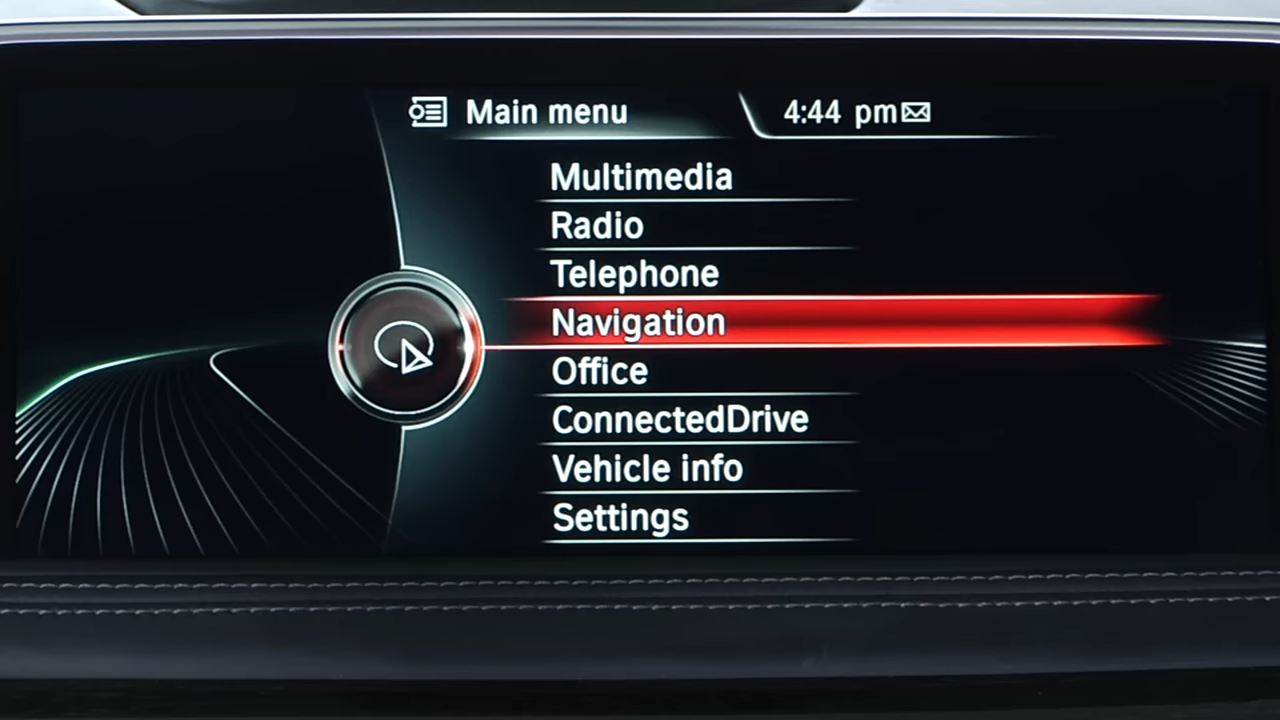 Main menu
4:44 pm
Multimedia
Radio
Telephone
Navigation
Office
ConnectedDrive
Vehicle info
Settings